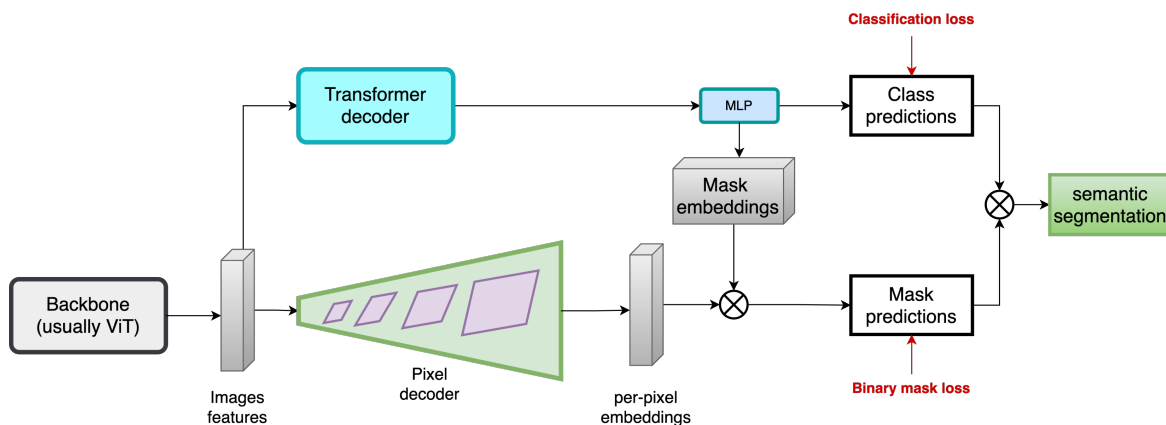 Classification loss
Transformer
decoder
MLP
Class
predictions
Mask
embeddings
semantic
segmentation
Backbone
(usually ViT)
Mask
predictions
Pixel
decoder
Images
features
per-pixel
embeddings
Binary mask loss